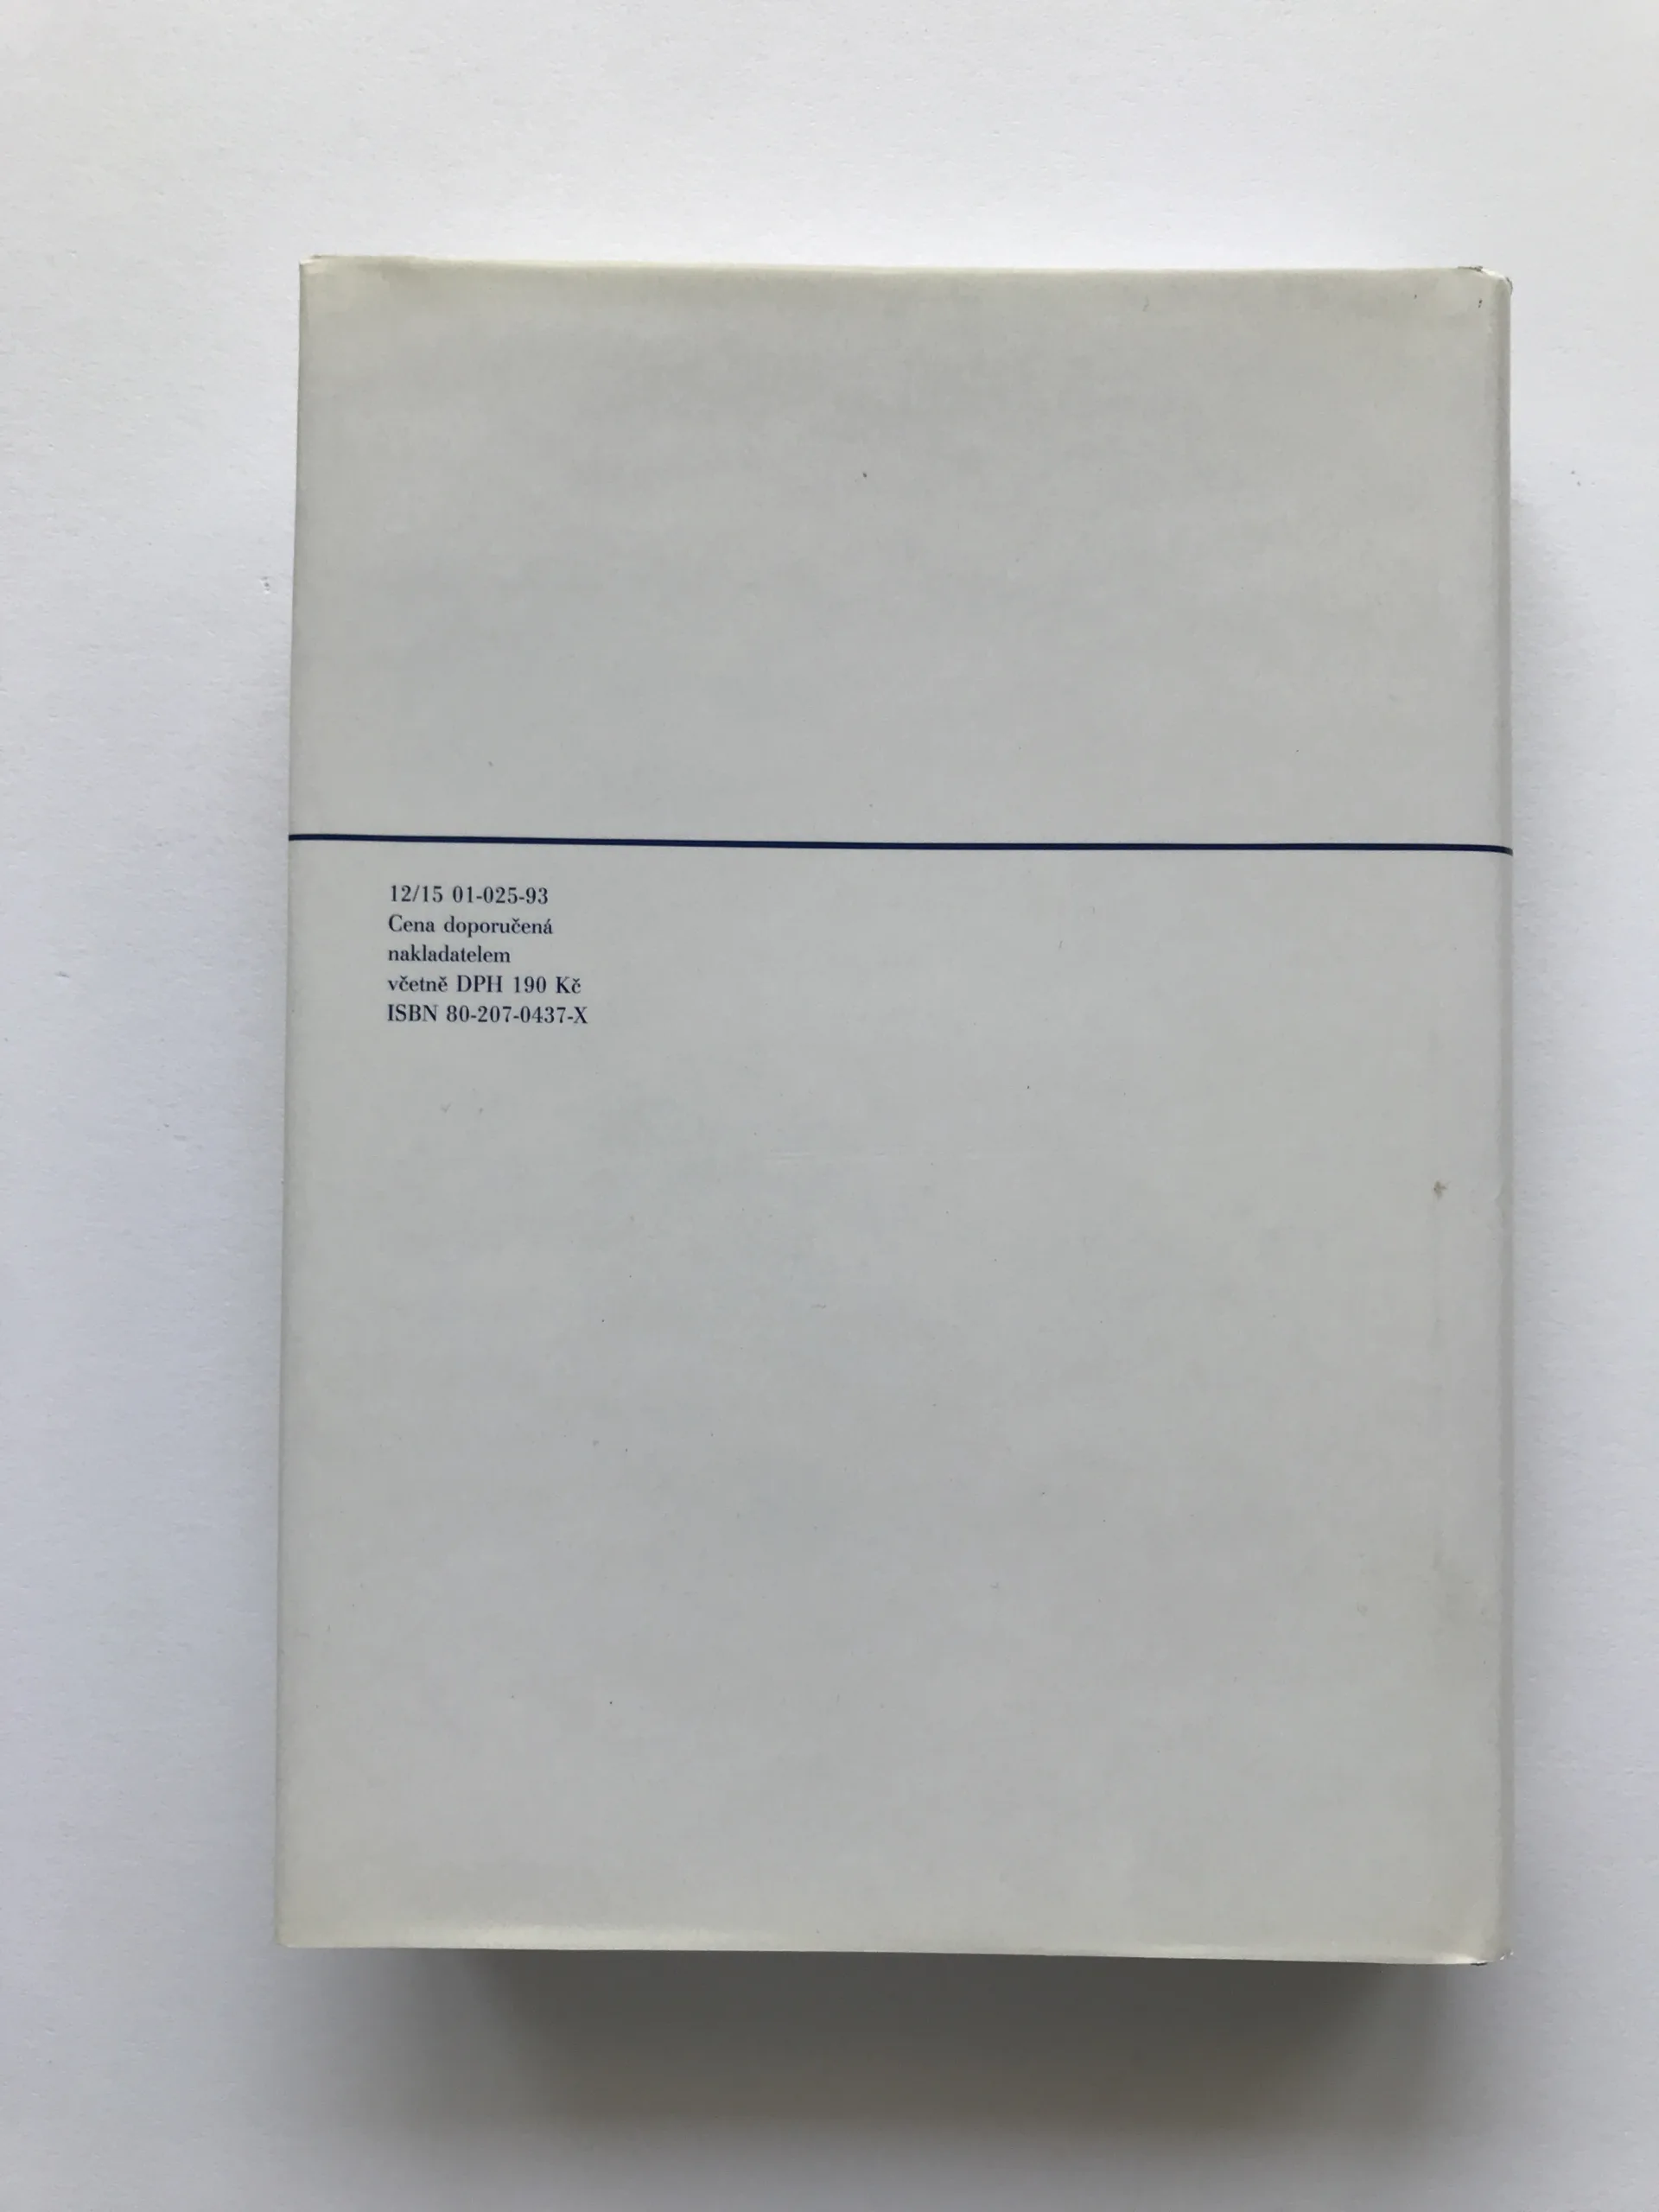 12/15 01-025-93
Cena doporučená
nakladatelem
včetně DPH 190 Kč
ISBN 80-207-0437-X